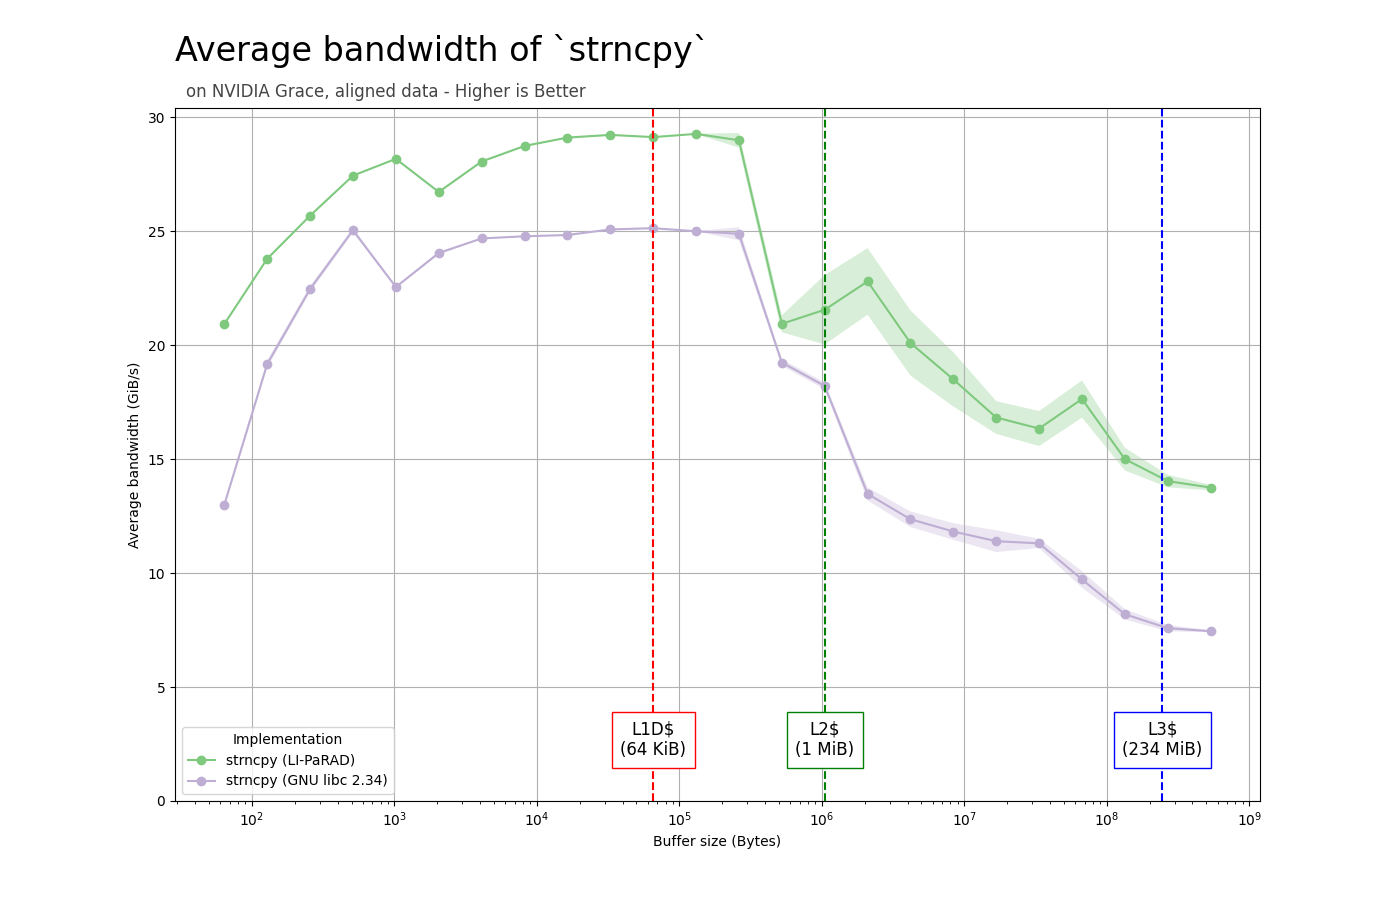 Average bandwidth of `strncpy`
on NVIDIA Grace, aligned data - Higher is Better
30
25
20
15
10
5
0
Average bandwidth (GiB/s)
L1D$
(64 KiB)
L2$
(1 MiB)
L3$
(234 MiB)
Implementation
strncpy (LI-PaRAD)
strncpy (GNU libc 2.34)
10² 10³ 10⁴ 10⁵ 10⁶ 10⁷ 10⁸ 10⁹
Buffer size (Bytes)